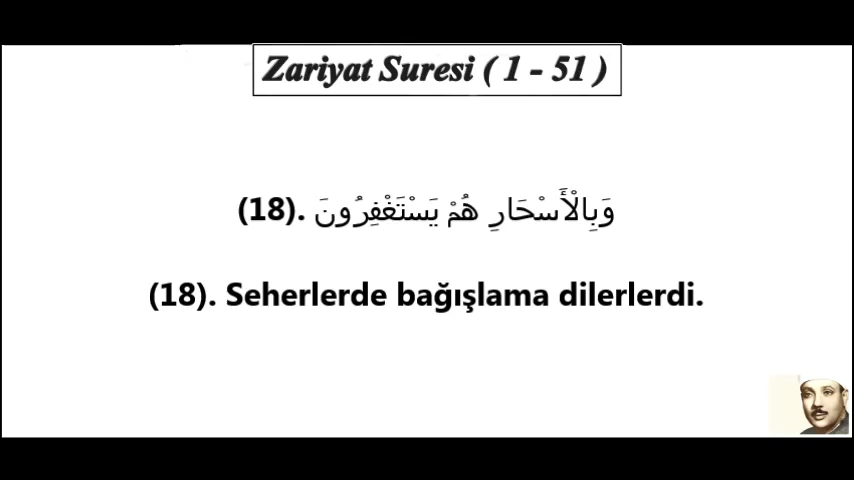 Zariyat Suresi ( 1 - 51 )
(18). وَبِالْأَسْحَارِ هُمْ يَسْتَغْفِرُونَ
(18). Seherlerde bağışlama dilerlerdi.